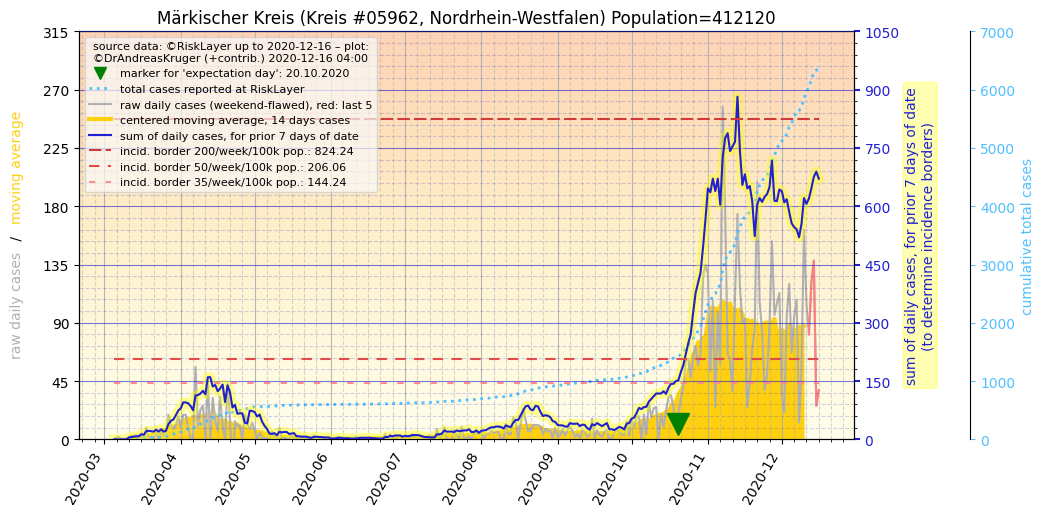 Märkischer Kreis (Kreis #05962, Nordrhein-Westfalen) Population=412120
source data: ©RiskLayer up to 2020-12-16 – plot:
©DrAndreasKruger (+contrib.) 2020-12-16 04:00
marker for 'expectation day': 20.10.2020
total cases reported at RiskLayer
raw daily cases (weekend-flawed), red: last 5
centered moving average, 14 days cases
sum of daily cases, for prior 7 days of date
incid. border 200/week/100k pop.: 824.24
incid. border 50/week/100k pop.: 206.06
incid. border 35/week/100k pop.: 144.24
raw daily cases / moving average
315
270
225
180
135
90
45
0
2020-03
2020-04
2020-05
2020-06
2020-07
2020-08
2020-09
2020-10
2020-11
2020-12
1050
900
750
600
450
300
150
0
sum of daily cases, for prior 7 days of date
(to determine incidence borders)
7000
6000
5000
4000
3000
2000
1000
0
cumulative total cases